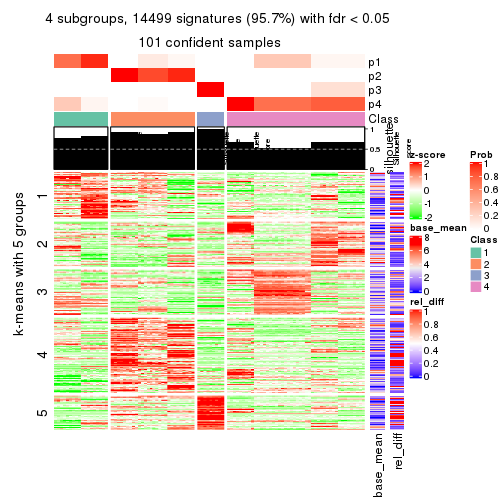 4 subgroups, 14499 signatures (95.7%) with fdr < 0.05
101 confident samples
p1
p2
p3
p4
Class
1
0.5
0
silhouette
Silhouette
score
k-means with 5 groups
1
2
3
4
5
z-score
2
1
0
-1
-2
base_mean
8
6
4
2
0
rel_diff
1
0.8
0.6
0.4
0.2
0
Prob
1
0.8
0.6
0.4
0.2
0
Class
1
2
3
4
base_mean
rel_diff